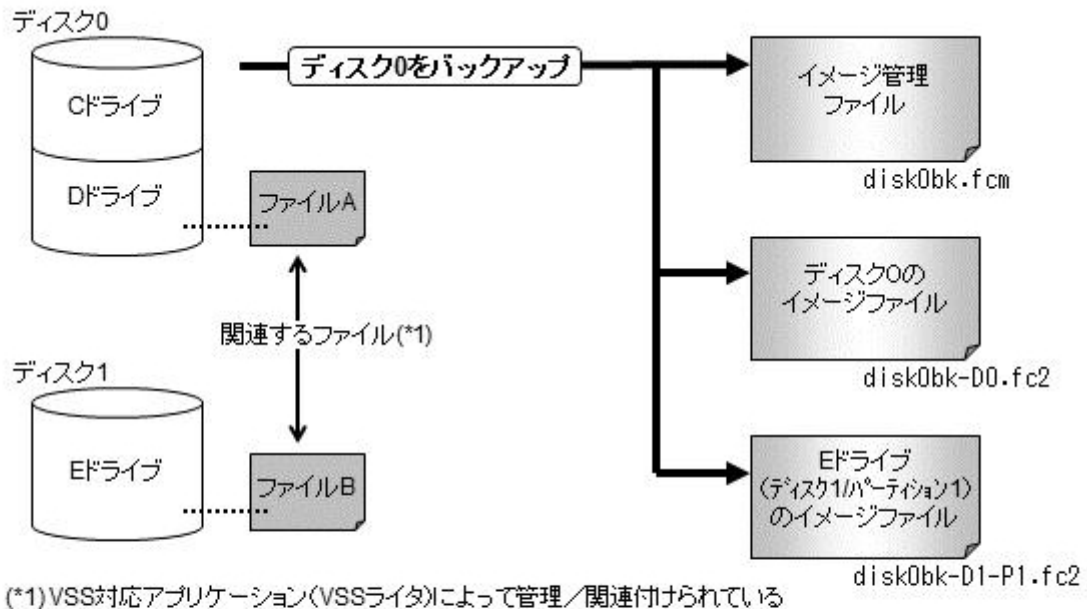 ディスク0
ディスク0をバックアップ
イメージ管理
ファイル
disk0bk.fcm
Cドライブ
Dドライブ
ファイルA
ディスク0の
イメージファイル
disk0bk-D0.fc2
関連するファイル(*1)
ディスク1
Eドライブ
ファイルB
Eドライブ
(ディスク1/パーティション1)
のイメージファイル
disk0bk-D1-P1.fc2
(*1)VSS対応アプリケーション(VSSライタ)によって管理／関連付けられている